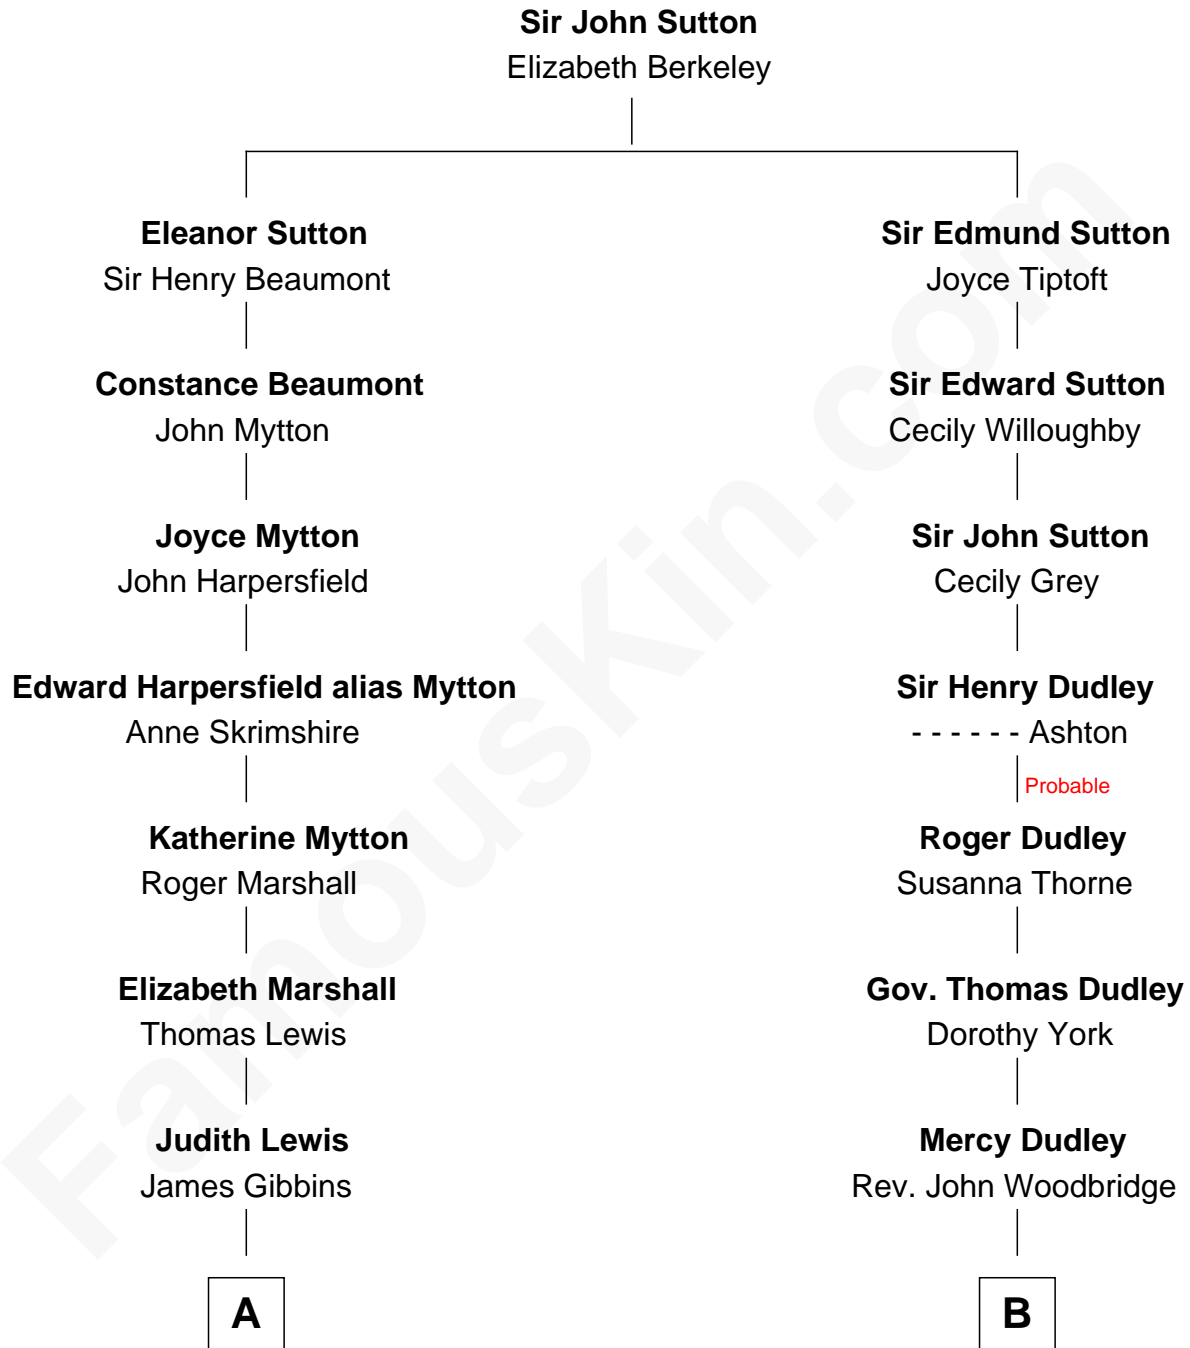 Sir John Sutton
Elizabeth Berkeley
Eleanor Sutton
Sir Henry Beaumont
Constance Beaumont
John Mytton
Joyce Mytton
John Harpersfield
Edward Harpersfield alias Mytton
Anne Skrimshire
Katherine Mytton
Roger Marshall
Elizabeth Marshall
Thomas Lewis
Judith Lewis
James Gibbins
A
Sir Edmund Sutton
Joyce Tiptoft
Sir Edward Sutton
Cecily Willoughby
Sir John Sutton
Cecily Grey
Sir Henry Dudley
- - - - - - Ashton
Probable
Roger Dudley
Susanna Thorne
Gov. Thomas Dudley
Dorothy York
Mercy Dudley
Rev. John Woodbridge
B
FamousKin.com